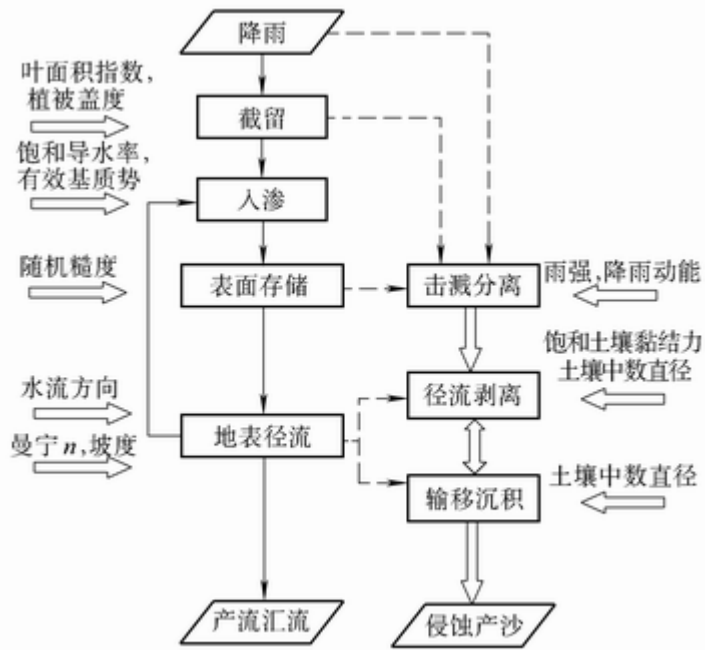 降雨
叶面积指数,
植被盖度
截留
饱和导水率,
有效基质势
入渗
随机糙度
表面存储
击溅分离
雨强,降雨动能
饱和土壤黏结力
土壤中数直径
水流方向
径流剥离
曼宁 n,坡度
地表径流
输移沉积
土壤中数直径
产流汇流
侵蚀产沙